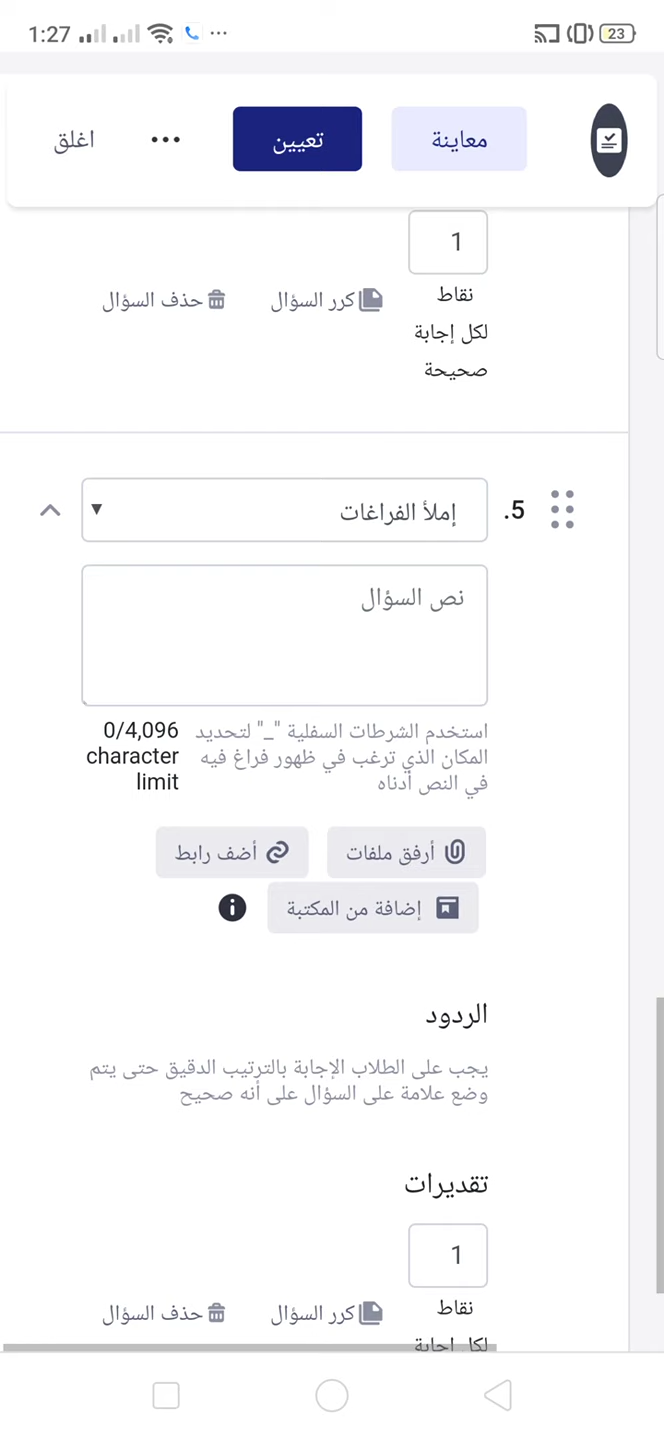 1:27
23
معاينة
تعيين
...
اغلق
1
نقاط
لكل إجابة
صحيحة
كرر السؤال
حذف السؤال
5.
إملأ الفراغات
نص السؤال
استخدم الشرطات السفلية "_" لتحديد
المكان الذي ترغب في ظهور فراغ فيه
في النص أدناه
0/4,096
character
limit
أرفق ملفات
أضف رابط
إضافة من المكتبة
الردود
يجب على الطلاب الإجابة بالترتيب الدقيق حتى يتم
وضع علامة على السؤال على أنه صحيح
تقديرات
1
نقاط
كرر السؤال
حذف السؤال
لكل إجابة